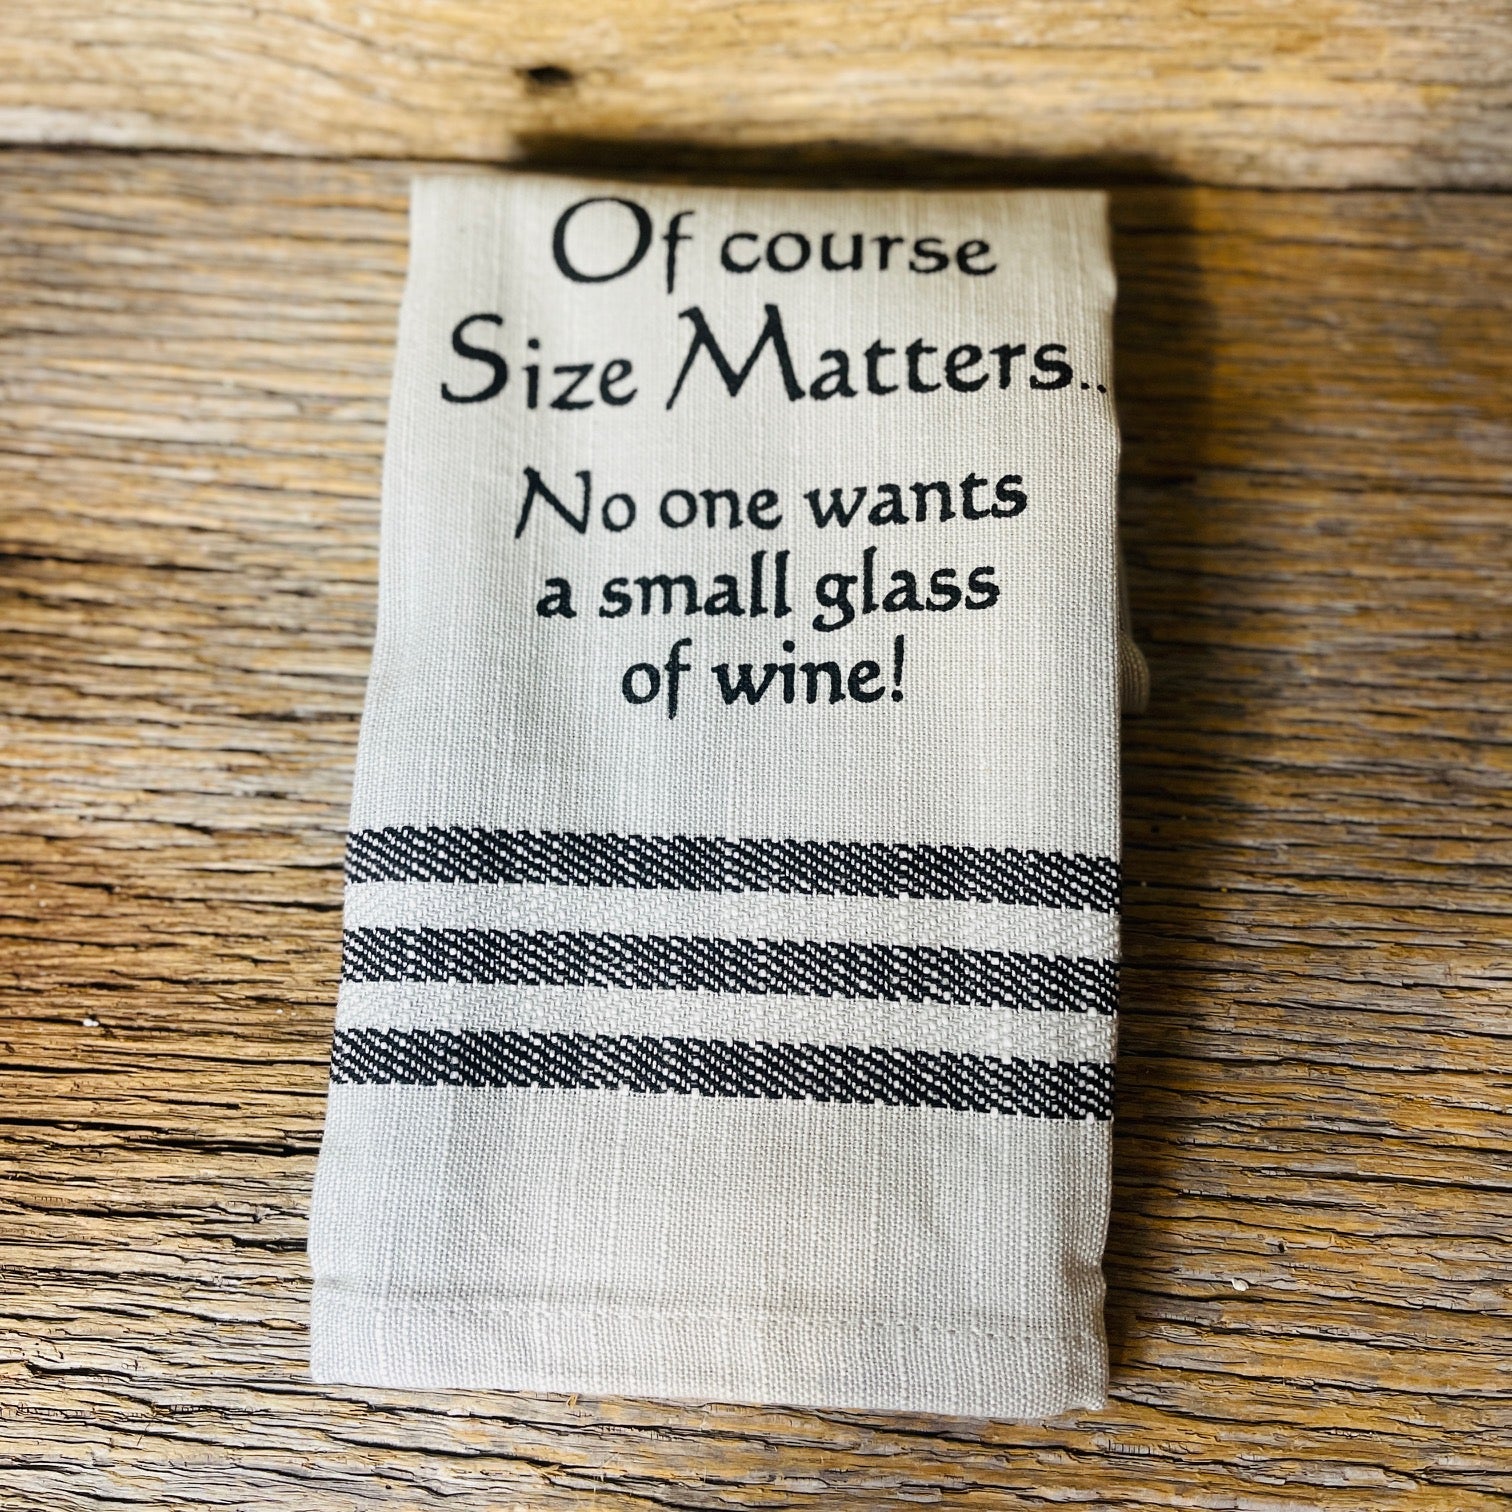 Of course
Size Matters..
No one wants
a small glass
of wine!